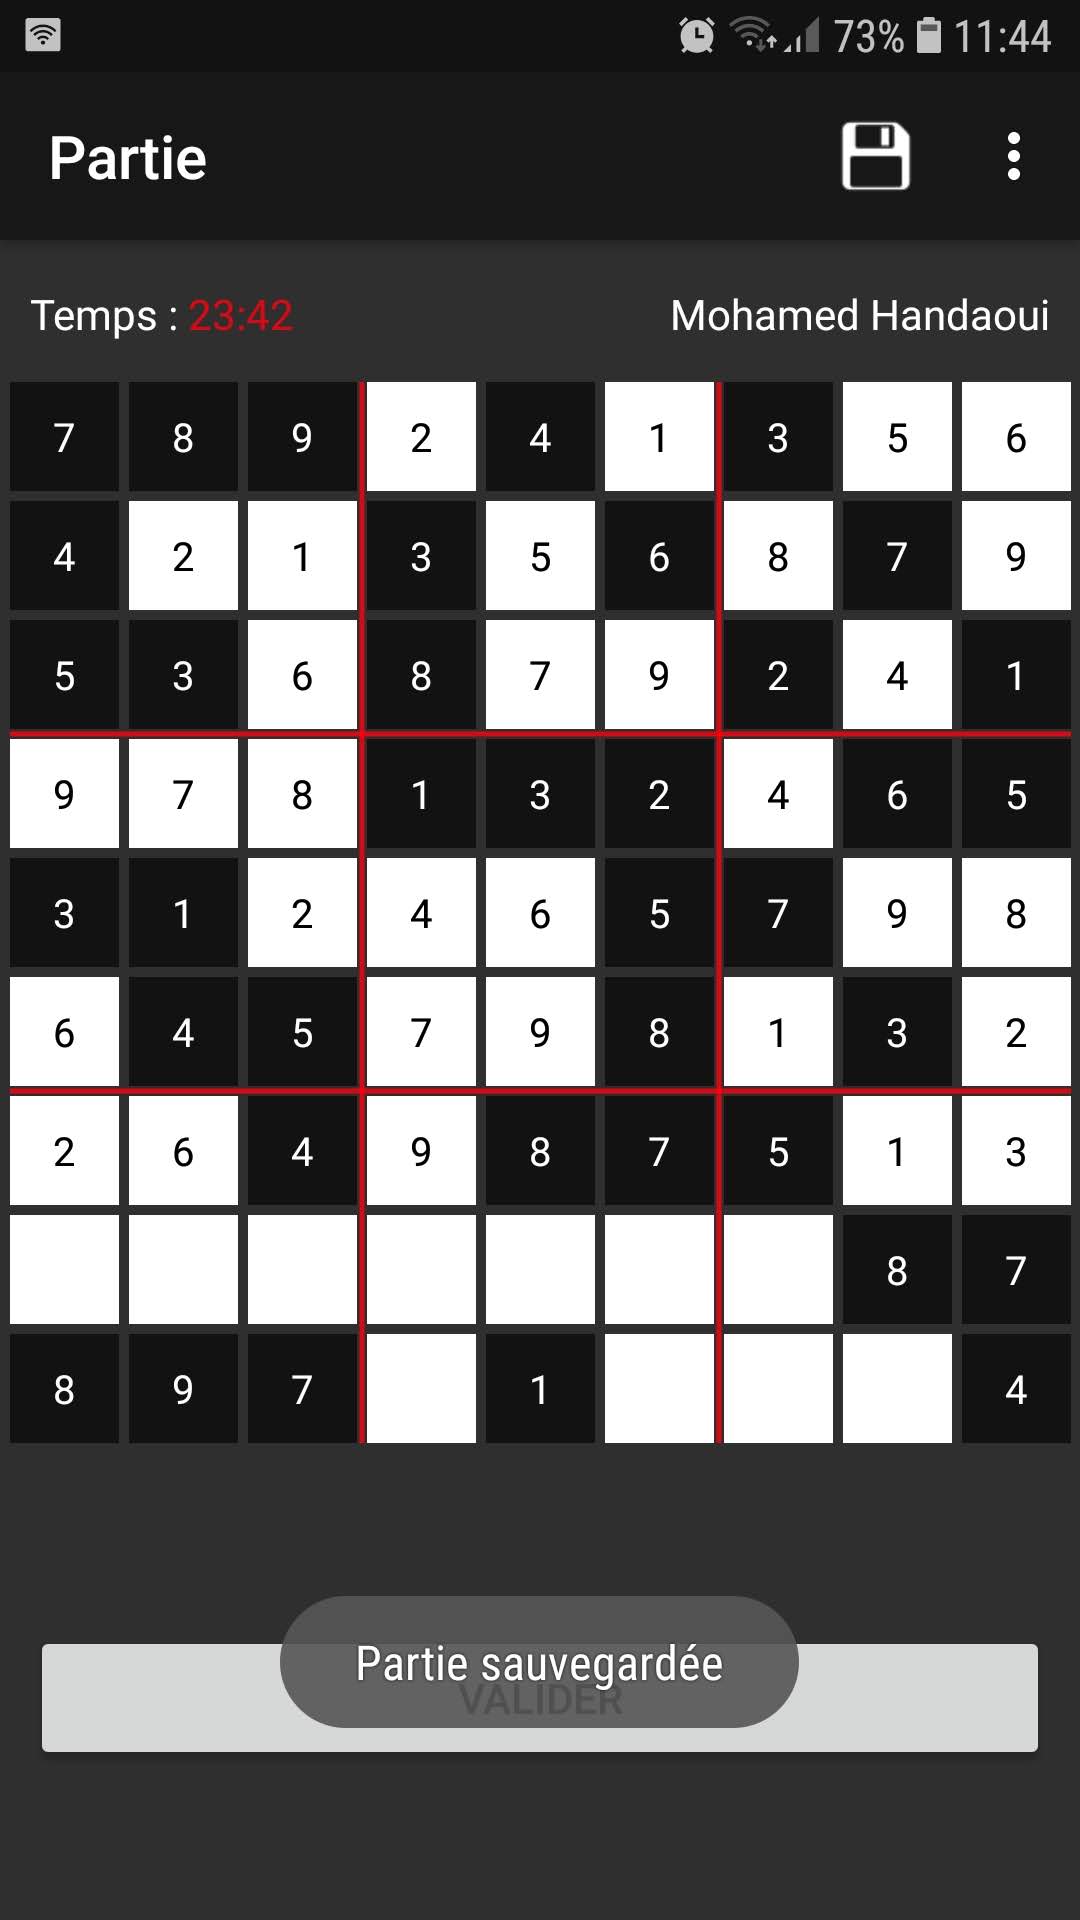 73% 11:44
Partie
Temps : 23:42 Mohamed Handaoui
7 8 9 2 4 1 3 5 6
4 2 1 3 5 6 8 7 9
5 3 6 8 7 9 2 4 1
9 7 8 1 3 2 4 6 5
3 1 2 4 6 5 7 9 8
6 4 5 7 9 8 1 3 2
2 6 4 9 8 7 5 1 3
8 7
8 9 7 1 4
Partie sauvegardée
VALIDER